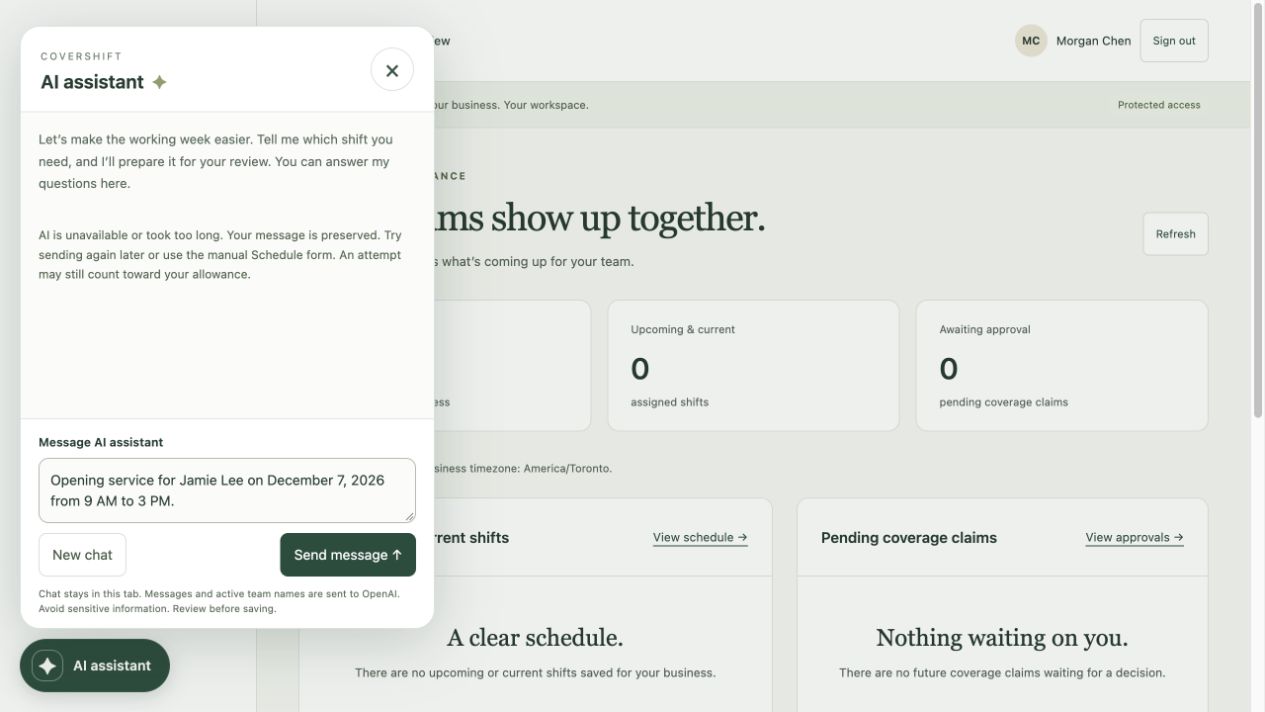 COVERSHIFT
AI assistant
Let's make the working week easier. Tell me which shift you
need, and I'll prepare it for your review. You can answer my
questions here.
AI is unavailable or took too long. Your message is preserved. Try
sending again later or use the manual Schedule form. An attempt
may still count toward your allowance.
Message AI assistant
Opening service for Jamie Lee on December 7, 2026
from 9 AM to 3 PM.
New chat
Send message ↑
Chat stays in this tab. Messages and active team names are sent to OpenAI.
Avoid sensitive information. Review before saving.
AI assistant
MC
Morgan Chen
Sign out
our business. Your workspace.
Protected access
show up together.
what's coming up for your team.
Refresh
Upcoming & current
0
assigned shifts
Awaiting approval
0
pending coverage claims
timezone: America/Toronto.
shifts
View schedule →
Pending coverage claims
View approvals →
A clear schedule.
There are no upcoming or current shifts saved for your business.
Nothing waiting on you.
There are no future coverage claims waiting for a decision.